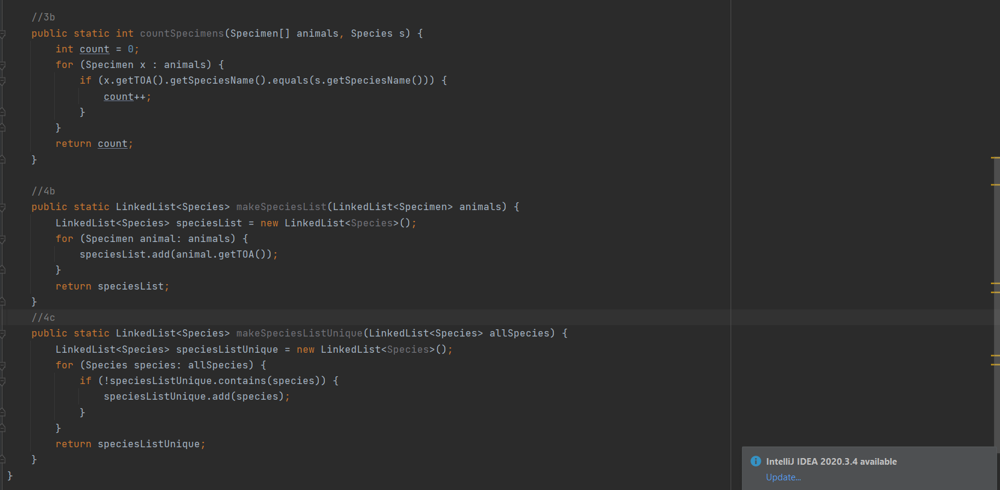 //3b
public static int countSpecimens(Specimen[] animals, Species s) {
int count = 0;
for (Specimen x : animals) {
if (x.getTOA().getSpeciesName().equals(s.getSpeciesName())) {
count++;
}
}
return count;
}
//4b
public static LinkedList<Species> makeSpeciesList(LinkedList<Specimen> animals) {
LinkedList<Species> speciesList = new LinkedList<Species>();
for (Specimen animal: animals) {
speciesList.add(animal.getTOA());
}
return speciesList;
}
//4c
public static LinkedList<Species> makeSpeciesListUnique(LinkedList<Species> allSpecies) {
LinkedList<Species> speciesListUnique = new LinkedList<Species>();
for (Species species: allSpecies) {
if (!speciesListUnique.contains(species)) {
speciesListUnique.add(species);
}
}
return speciesListUnique;
}
}
IntelliJ IDEA 2020.3.4 available
Update...